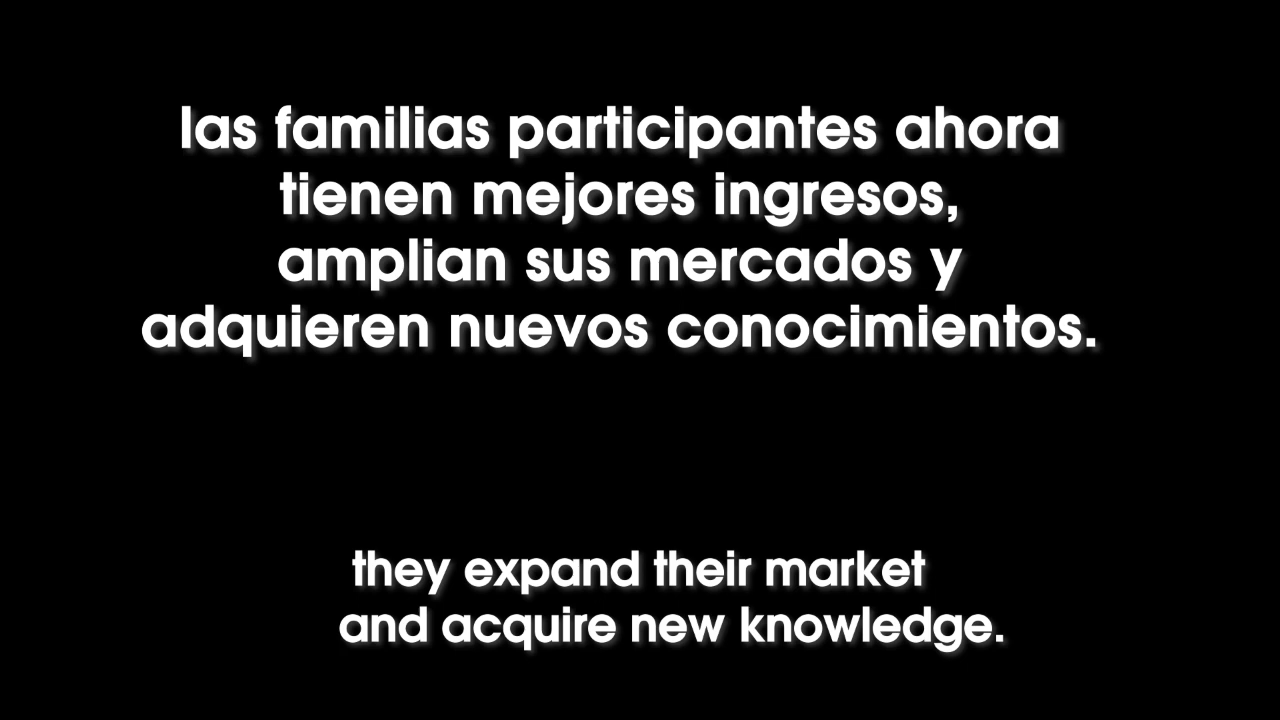 las familias participantes ahora
tienen mejores ingresos,
amplian sus mercados y
adquieren nuevos conocimientos.
they expand their market
and acquire new knowledge.